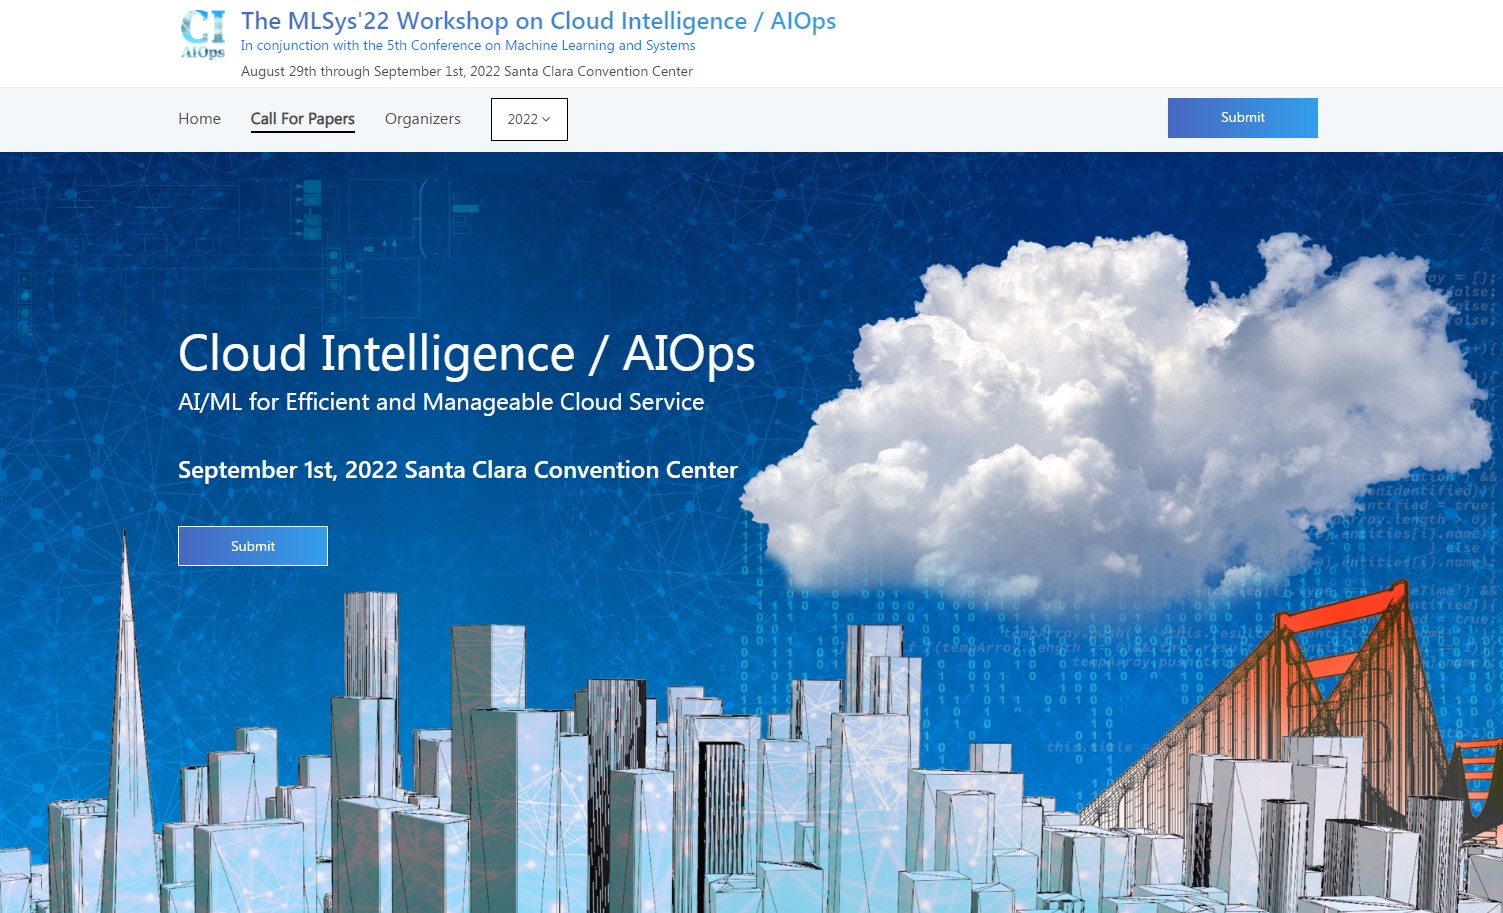 CI
AIOps
The MLSys'22 Workshop on Cloud Intelligence / AIOps
In conjunction with the 5th Conference on Machine Learning and Systems
August 29th through September 1st, 2022 Santa Clara Convention Center
Home
Call For Papers
Organizers
2022
Submit
Cloud Intelligence / AIOps
AI/ML for Efficient and Manageable Cloud Service
September 1st, 2022 Santa Clara Convention Center
Submit